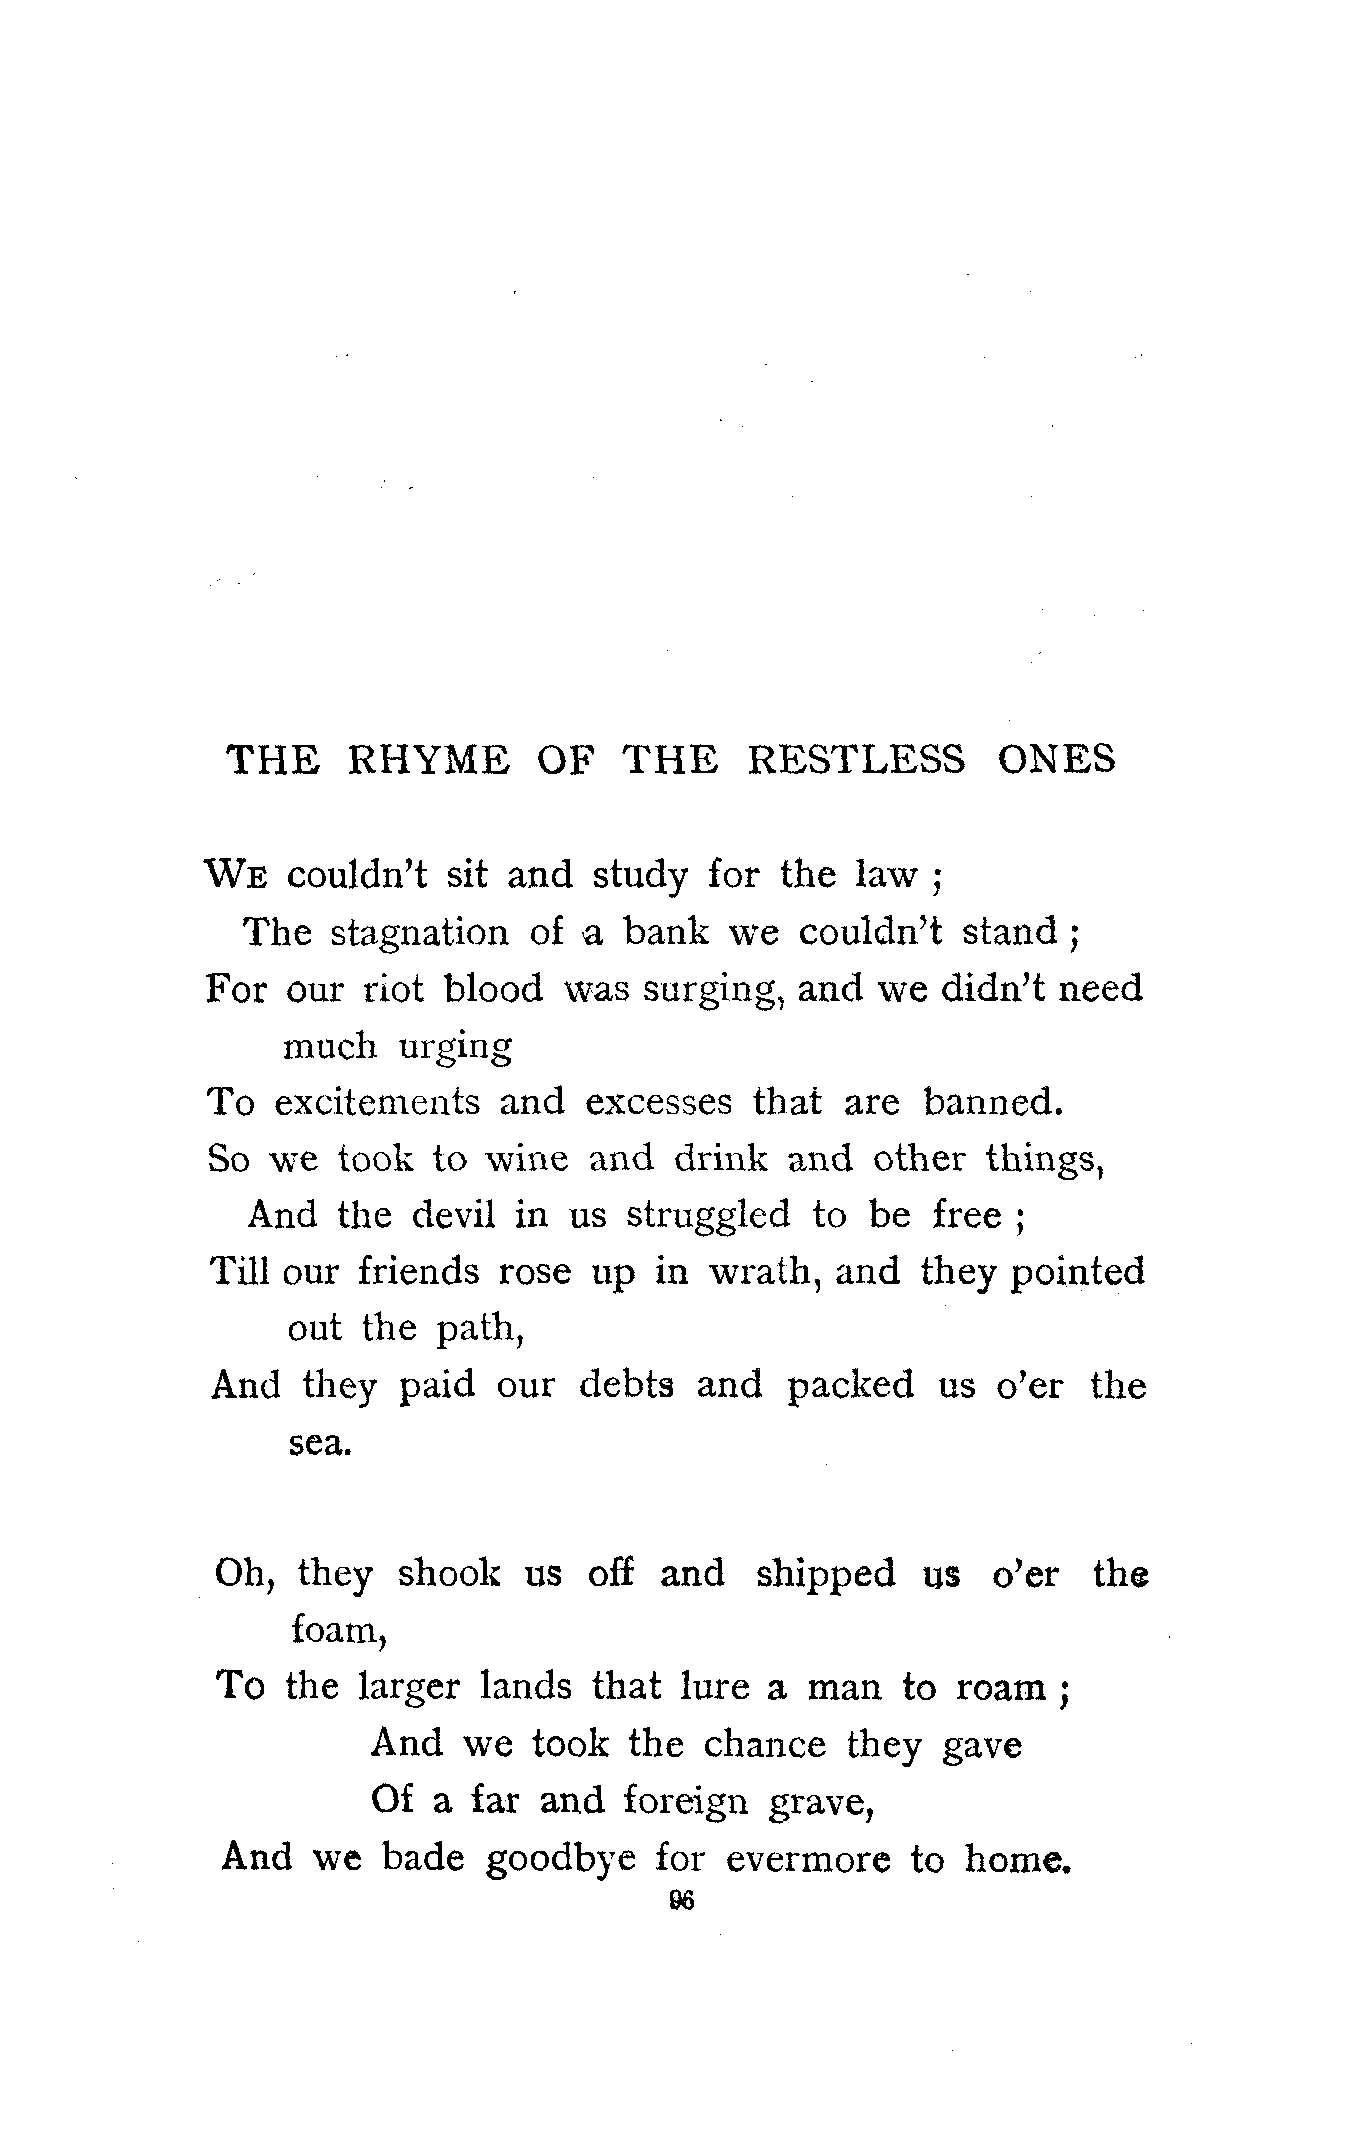 THE RHYME OF THE RESTLESS ONES
WE couldn't sit and study for the law ;
The stagnation of a bank we couldn't stand ;
For our riot blood was surging, and we didn't need
much urging
To excitements and excesses that are banned.
So we took to wine and drink and other things,
And the devil in us struggled to be free ;
Till our friends rose up in wrath, and they pointed
out the path,
And they paid our debts and packed us o'er the
sea.
Oh, they shook us off and shipped us o'er the
foam,
To the larger lands that lure a man to roam ;
And we took the chance they gave
Of a far and foreign grave,
And we bade goodbye for evermore to home.
96